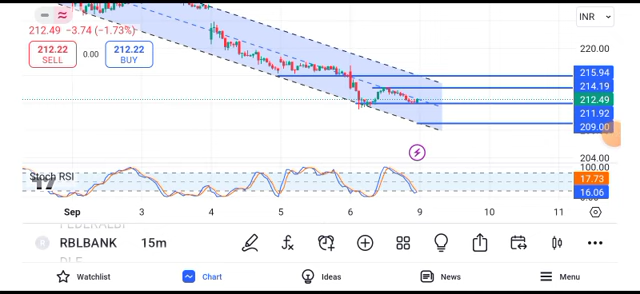 INR
212.49 −3.74 (−1.73%)
212.22
SELL
0.00
212.22
BUY
220.00
215.94
214.19
212.49
211.92
209.00
204.00
Stoch RSI
100.00
17.73
16.06
Sep 3 4 5 6 9 10 11
RBLBANK 15m
Watchlist Chart Ideas News Menu